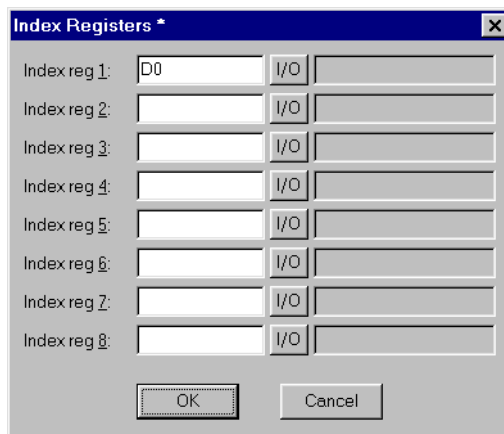 Index Registers *
Index reg 1: D0 I/O
Index reg 2: I/O
Index reg 3: I/O
Index reg 4: I/O
Index reg 5: I/O
Index reg 6: I/O
Index reg 7: I/O
Index reg 8: I/O
OK Cancel